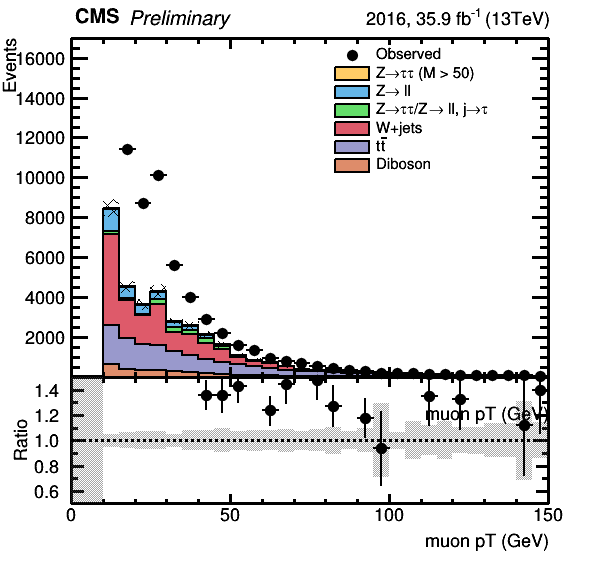 CMS Preliminary 2016, 35.9 fb⁻¹ (13TeV)
Events
16000
14000
12000
10000
8000
6000
4000
2000
Observed
Z→ττ (M > 50)
Z→ ll
Z→ττ/Z→ ll, j→τ
W+jets
tt̄
Diboson
muon pT (GeV)
Ratio
1.4
1.2
1.0
0.8
0.6
0 50 100 150
muon pT (GeV)